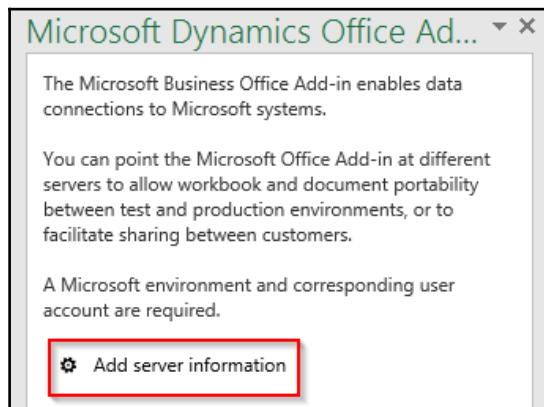 Microsoft Dynamics Office Ad...
The Microsoft Business Office Add-in enables data
connections to Microsoft systems.
You can point the Microsoft Office Add-in at different
servers to allow workbook and document portability
between test and production environments, or to
facilitate sharing between customers.
A Microsoft environment and corresponding user
account are required.
Add server information